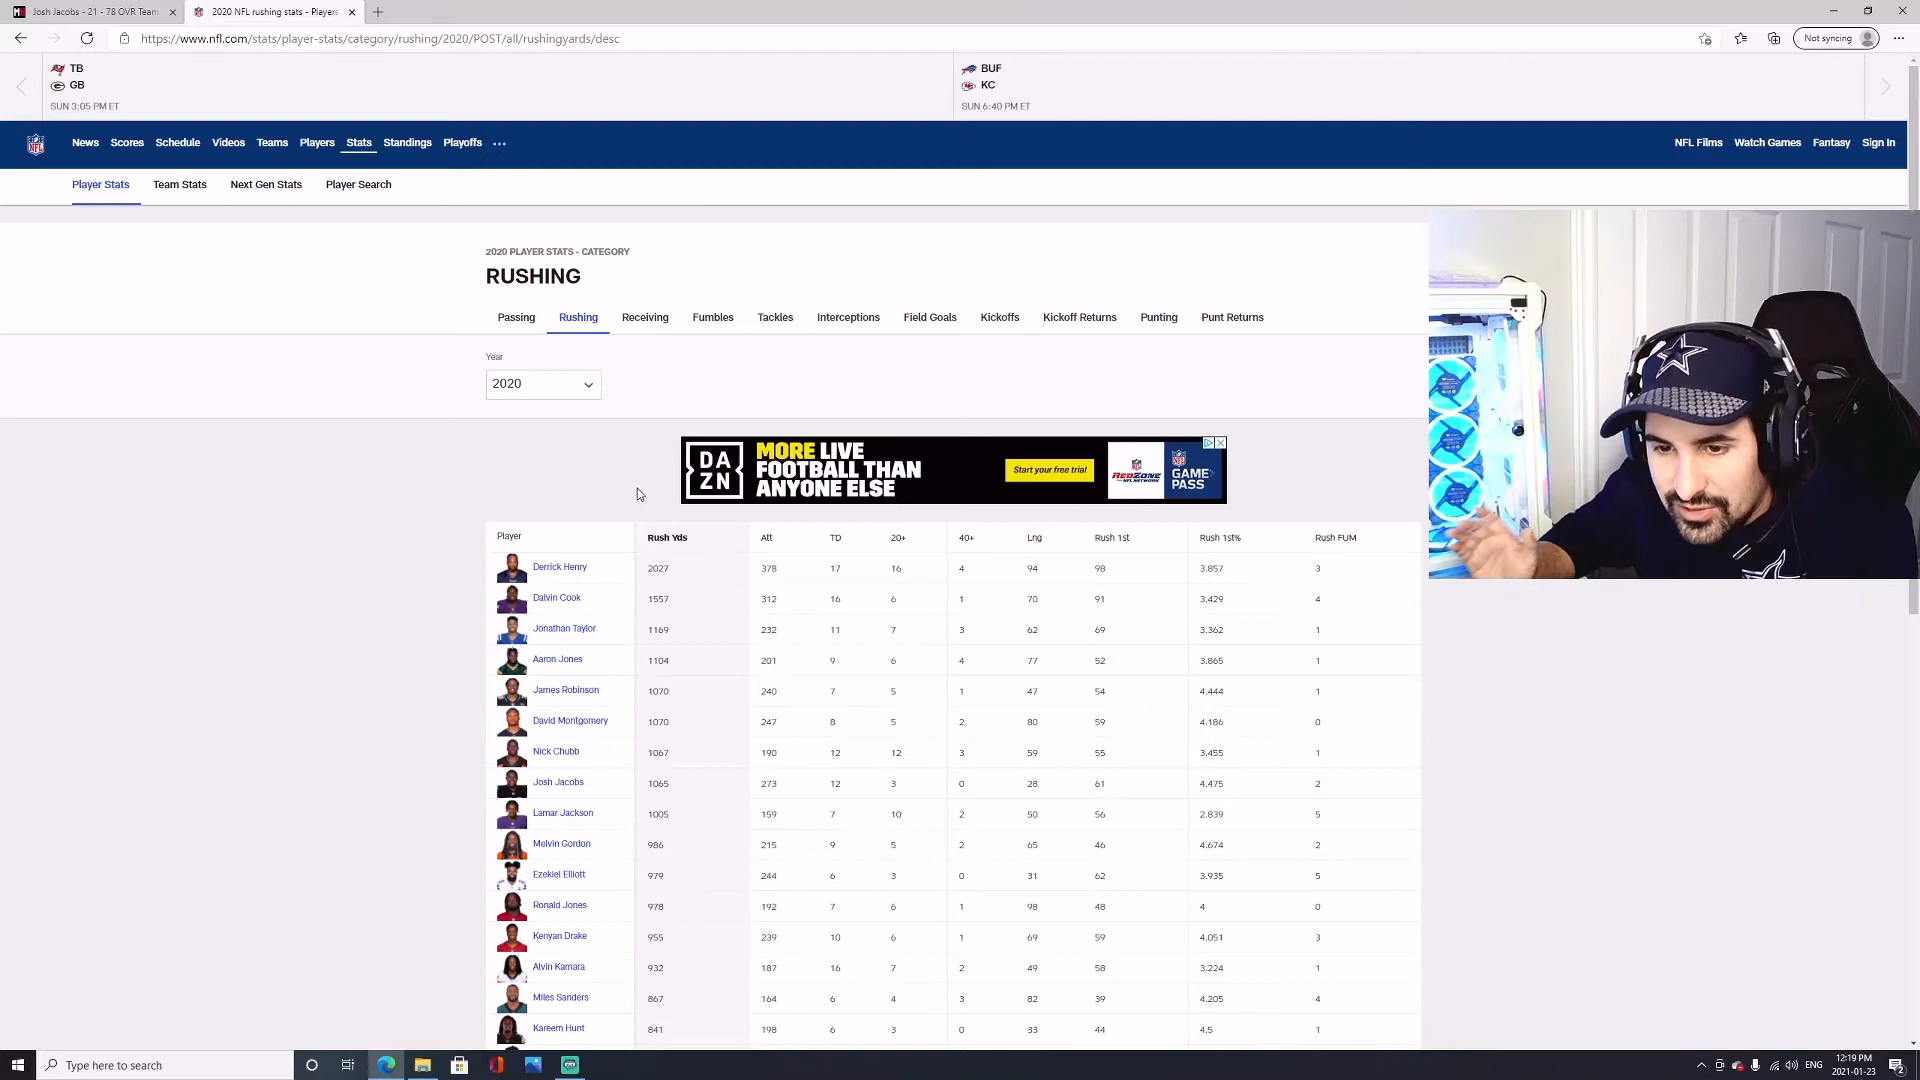 Josh Jacobs - 21 - 78 OVR Team
2020 NFL rushing stats - Players
https://www.nfl.com/stats/player-stats/category/rushing/2020/POST/all/rushingyards/desc
Not syncing
TB
GB
SUN 3:05 PM ET
BUF
KC
SUN 6:40 PM ET
News Scores Schedule Videos Teams Players Stats Standings Playoffs ... NFL Films Watch Games Fantasy Sign In
Player Stats Team Stats Next Gen Stats Player Search
2020 PLAYER STATS - CATEGORY
RUSHING
Passing Rushing Receiving Fumbles Tackles Interceptions Field Goals Kickoffs Kickoff Returns Punting Punt Returns
Year
2020
DAZN
MORE LIVE
FOOTBALL THAN
ANYONE ELSE
Start your free trial
REDZONE
NFL NETWORK
NFL
GAME
PASS
Player Rush Yds Att TD 20+ 40+ Lng Rush 1st Rush 1st% Rush FUM
Derrick Henry 2027 378 17 16 4 94 98 3.857 3
Dalvin Cook 1557 312 16 6 1 70 91 3.429 4
Jonathan Taylor 1169 232 11 7 3 62 69 3.362 1
Aaron Jones 1104 201 9 6 4 77 52 3.865 1
James Robinson 1070 240 7 5 1 47 54 4.444 1
David Montgomery 1070 247 8 5 2 80 59 4.186 0
Nick Chubb 1067 190 12 12 3 59 55 3.455 1
Josh Jacobs 1065 273 12 3 0 28 61 4.475 2
Lamar Jackson 1005 159 7 10 2 50 56 2.839 5
Melvin Gordon 986 215 9 5 2 65 46 4.674 2
Ezekiel Elliott 979 244 6 3 0 31 62 3.935 5
Ronald Jones 978 192 7 6 1 98 48 4 0
Kenyan Drake 955 239 10 6 1 69 59 4.051 3
Alvin Kamara 932 187 16 7 2 49 58 3.224 1
Miles Sanders 867 164 6 4 3 82 39 4.205 4
Kareem Hunt 841 198 6 3 0 33 44 4.5 1
Type here to search
ENG
12:19 PM
2021-01-23
2